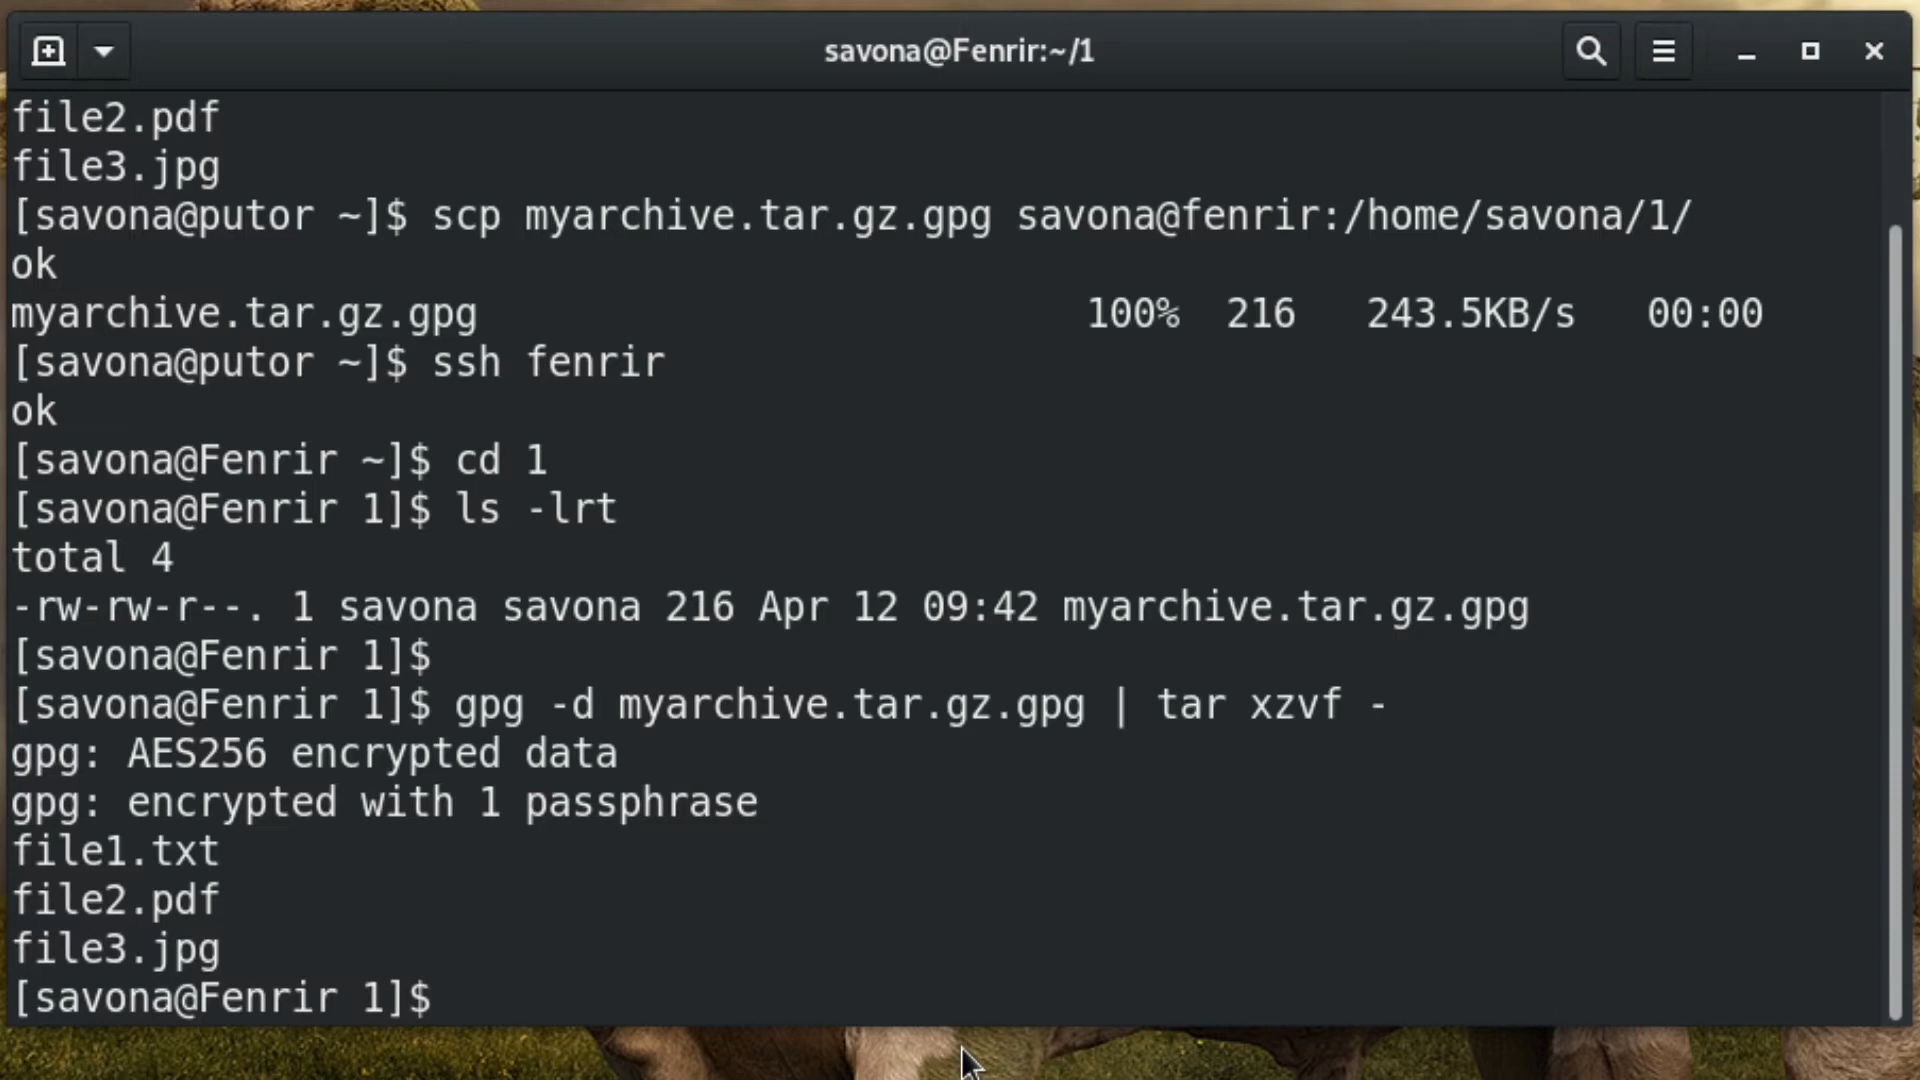 savona@Fenrir:~/1
file2.pdf
file3.jpg
[savona@putor ~]$ scp myarchive.tar.gz.gpg savona@fenrir:/home/savona/1/
ok
myarchive.tar.gz.gpg 100% 216 243.5KB/s 00:00
[savona@putor ~]$ ssh fenrir
ok
[savona@Fenrir ~]$ cd 1
[savona@Fenrir 1]$ ls -lrt
total 4
-rw-rw-r--. 1 savona savona 216 Apr 12 09:42 myarchive.tar.gz.gpg
[savona@Fenrir 1]$
[savona@Fenrir 1]$ gpg -d myarchive.tar.gz.gpg | tar xzvf -
gpg: AES256 encrypted data
gpg: encrypted with 1 passphrase
file1.txt
file2.pdf
file3.jpg
[savona@Fenrir 1]$